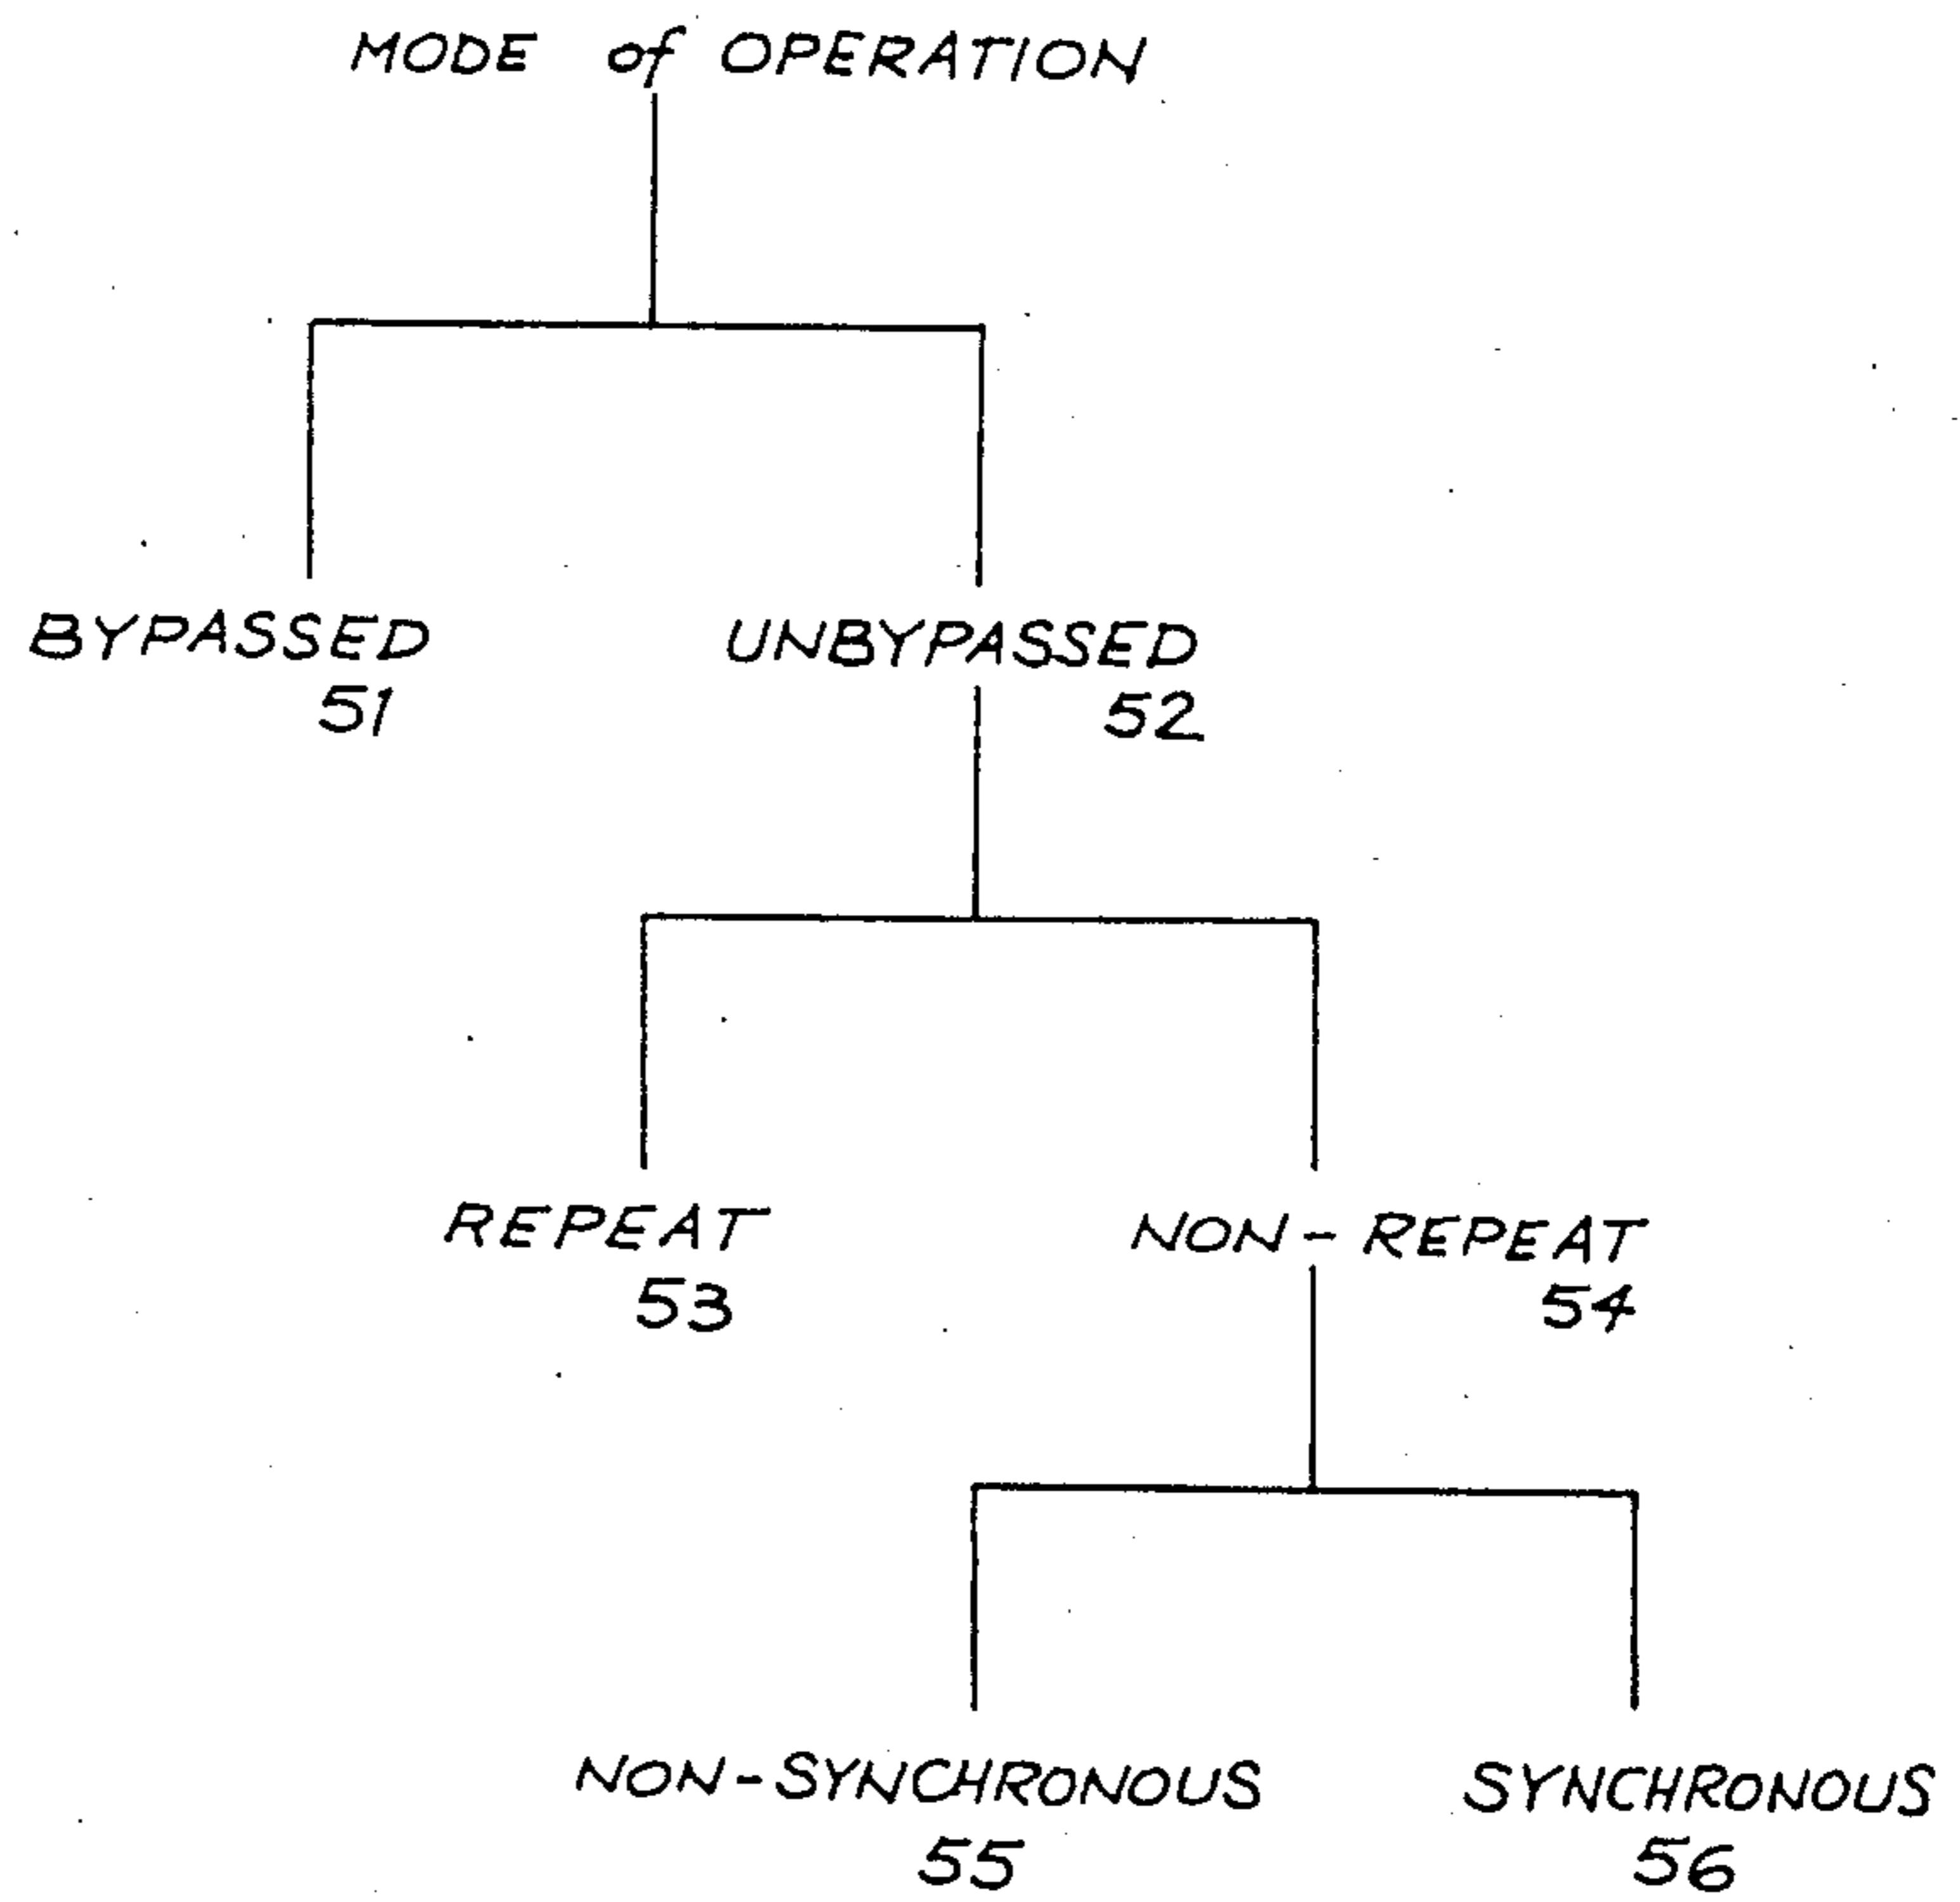 MODE of OPERATION
BYPASSED
51
UNBYPASSED
52
REPEAT
53
NON-REPEAT
54
NON-SYNCHRONOUS
55
SYNCHRONOUS
56